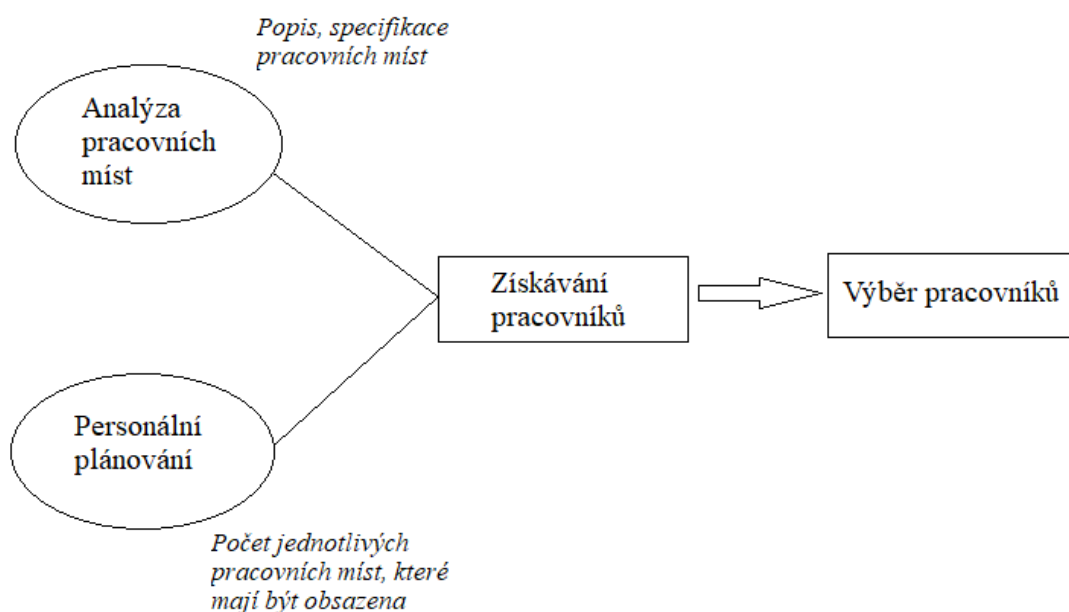 Popis, specifikace
pracovních míst
Analýza
pracovních
míst
Získávání
pracovníků
Výběr pracovníků
Personální
plánování
Počet jednotlivých
pracovních míst, které
mají být obsazena